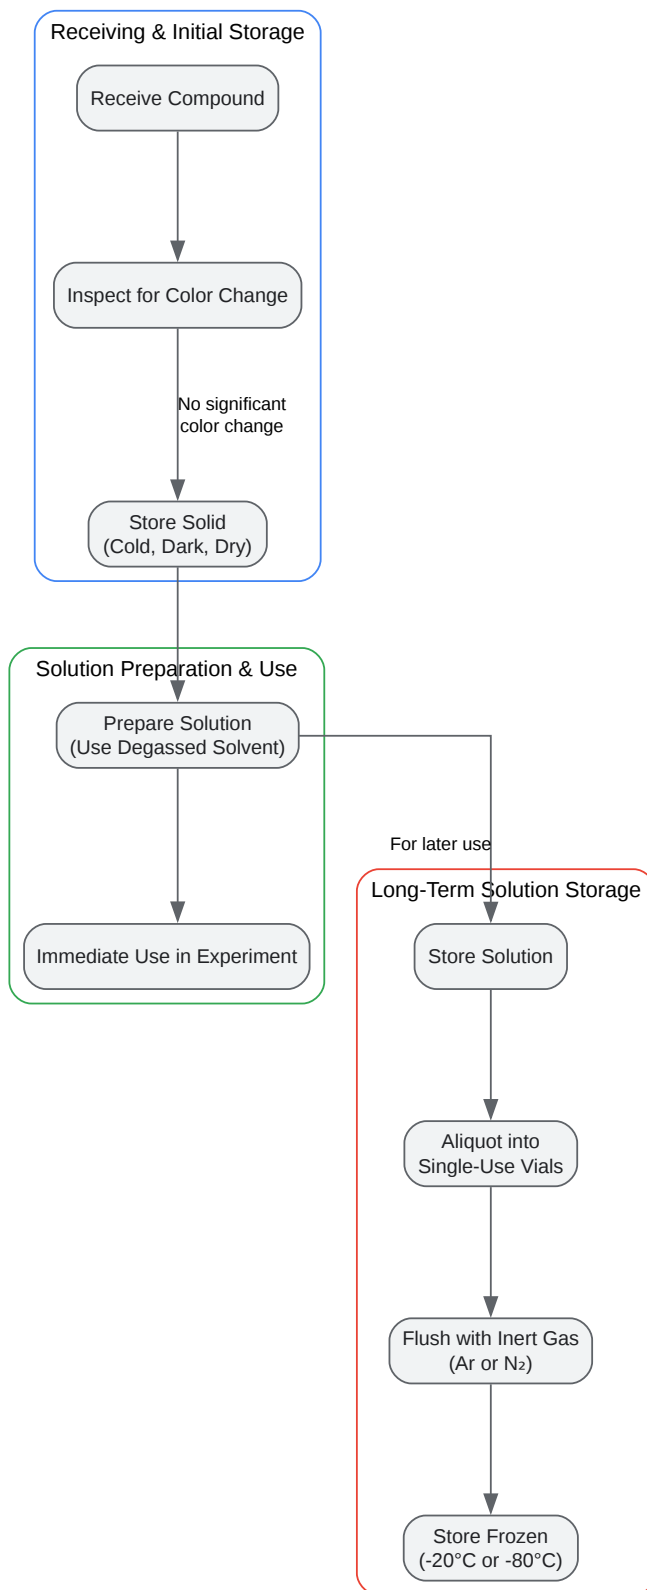 Receiving & Initial Storage
Receive Compound
Inspect for Color Change
No significant
color change
Store Solid
(Cold, Dark, Dry)
Solution Preparation & Use
Prepare Solution
(Use Degassed Solvent)
For later use
Immediate Use in Experiment
Long-Term Solution Storage
Store Solution
Aliquot into
Single-Use Vials
Flush with Inert Gas
(Ar or N₂)
Store Frozen
(-20°C or -80°C)